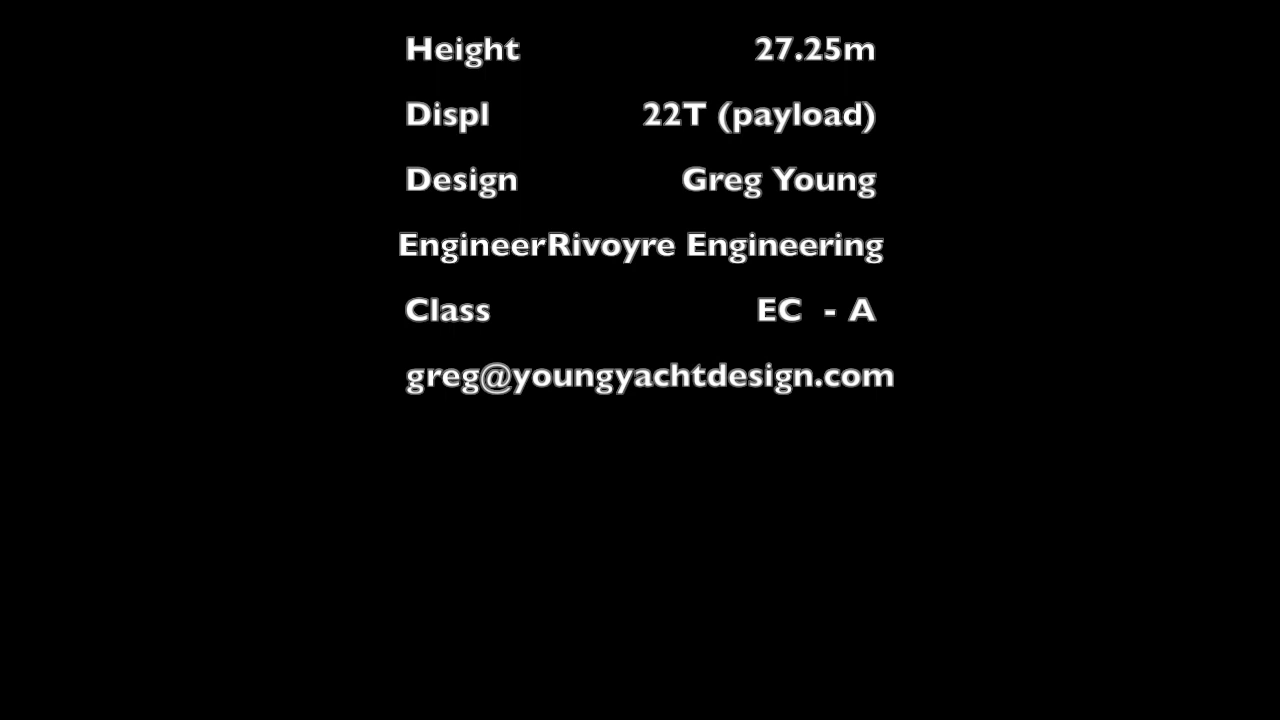 Height 27.25m
Displ 22T (payload)
Design Greg Young
EngineerRivoyre Engineering
Class EC - A
greg@youngyachtdesign.com